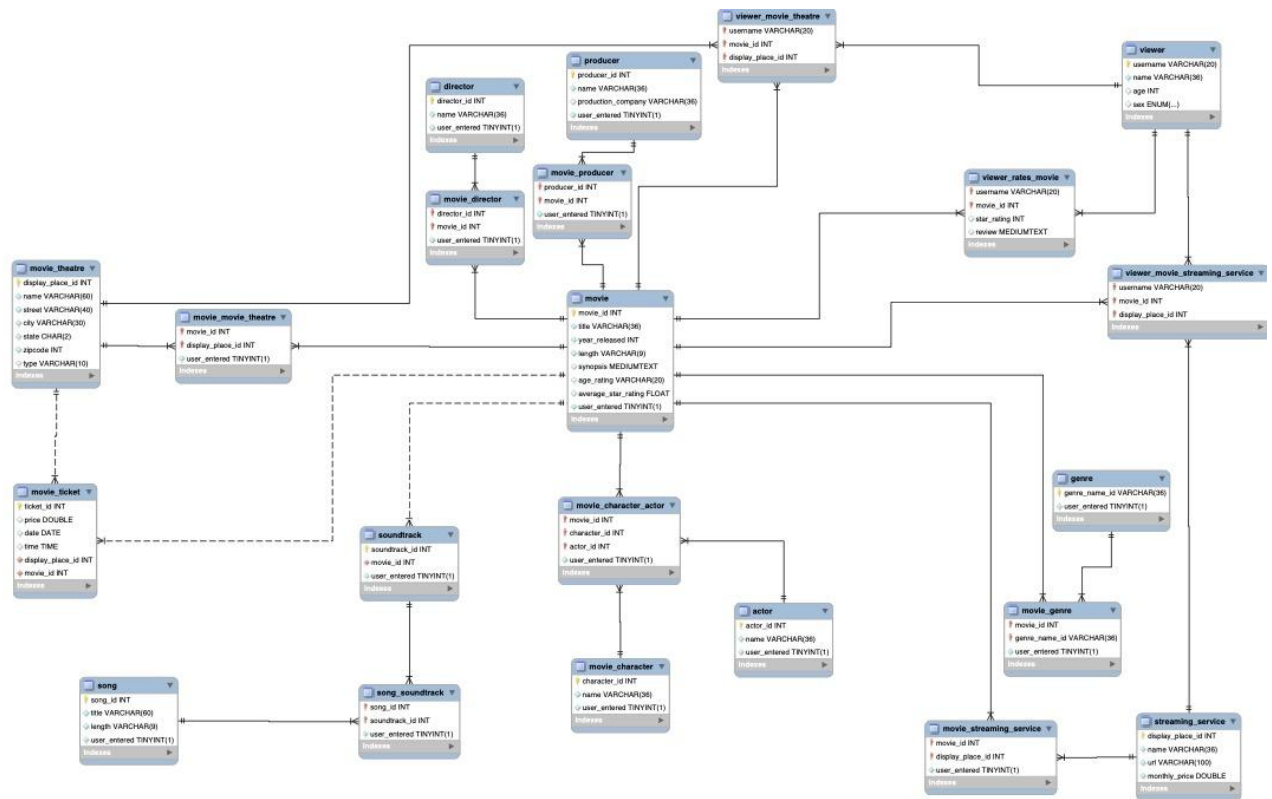 viewer_movie_theatre
username VARCHAR(20)
movie_id INT
display_place_id INT
Indexes
viewer
username VARCHAR(20)
name VARCHAR(36)
age INT
sex ENUM(...)
Indexes
producer
producer_id INT
name VARCHAR(36)
production_company VARCHAR(36)
user_entered TINYINT(1)
Indexes
director
director_id INT
name VARCHAR(36)
user_entered TINYINT(1)
Indexes
movie_producer
producer_id INT
movie_id INT
user_entered TINYINT(1)
Indexes
viewer_rates_movie
username VARCHAR(20)
movie_id INT
star_rating INT
review MEDIUMTEXT
Indexes
movie_director
director_id INT
movie_id INT
user_entered TINYINT(1)
Indexes
movie_theatre
display_place_id INT
name VARCHAR(60)
street VARCHAR(40)
city VARCHAR(30)
state CHAR(2)
zipcode INT
type VARCHAR(10)
Indexes
viewer_movie_streaming_service
username VARCHAR(20)
movie_id INT
display_place_id INT
Indexes
movie
movie_id INT
title VARCHAR(36)
year_released INT
length VARCHAR(9)
synopsis MEDIUMTEXT
age_rating VARCHAR(20)
average_star_rating FLOAT
user_entered TINYINT(1)
Indexes
movie_movie_theatre
movie_id INT
display_place_id INT
user_entered TINYINT(1)
Indexes
movie_ticket
ticket_id INT
price DOUBLE
date DATE
time TIME
display_place_id INT
movie_id INT
Indexes
soundtrack
soundtrack_id INT
movie_id INT
user_entered TINYINT(1)
Indexes
movie_character_actor
movie_id INT
character_id INT
actor_id INT
user_entered TINYINT(1)
Indexes
genre
genre_name_id VARCHAR(36)
user_entered TINYINT(1)
Indexes
actor
actor_id INT
name VARCHAR(36)
user_entered TINYINT(1)
Indexes
movie_genre
movie_id INT
genre_name_id VARCHAR(36)
user_entered TINYINT(1)
Indexes
movie_character
character_id INT
name VARCHAR(36)
user_entered TINYINT(1)
Indexes
song
song_id INT
title VARCHAR(60)
length VARCHAR(9)
user_entered TINYINT(1)
Indexes
song_soundtrack
song_id INT
soundtrack_id INT
user_entered TINYINT(1)
Indexes
movie_streaming_service
movie_id INT
display_place_id INT
user_entered TINYINT(1)
Indexes
streaming_service
display_place_id INT
name VARCHAR(36)
url VARCHAR(100)
monthly_price DOUBLE
Indexes